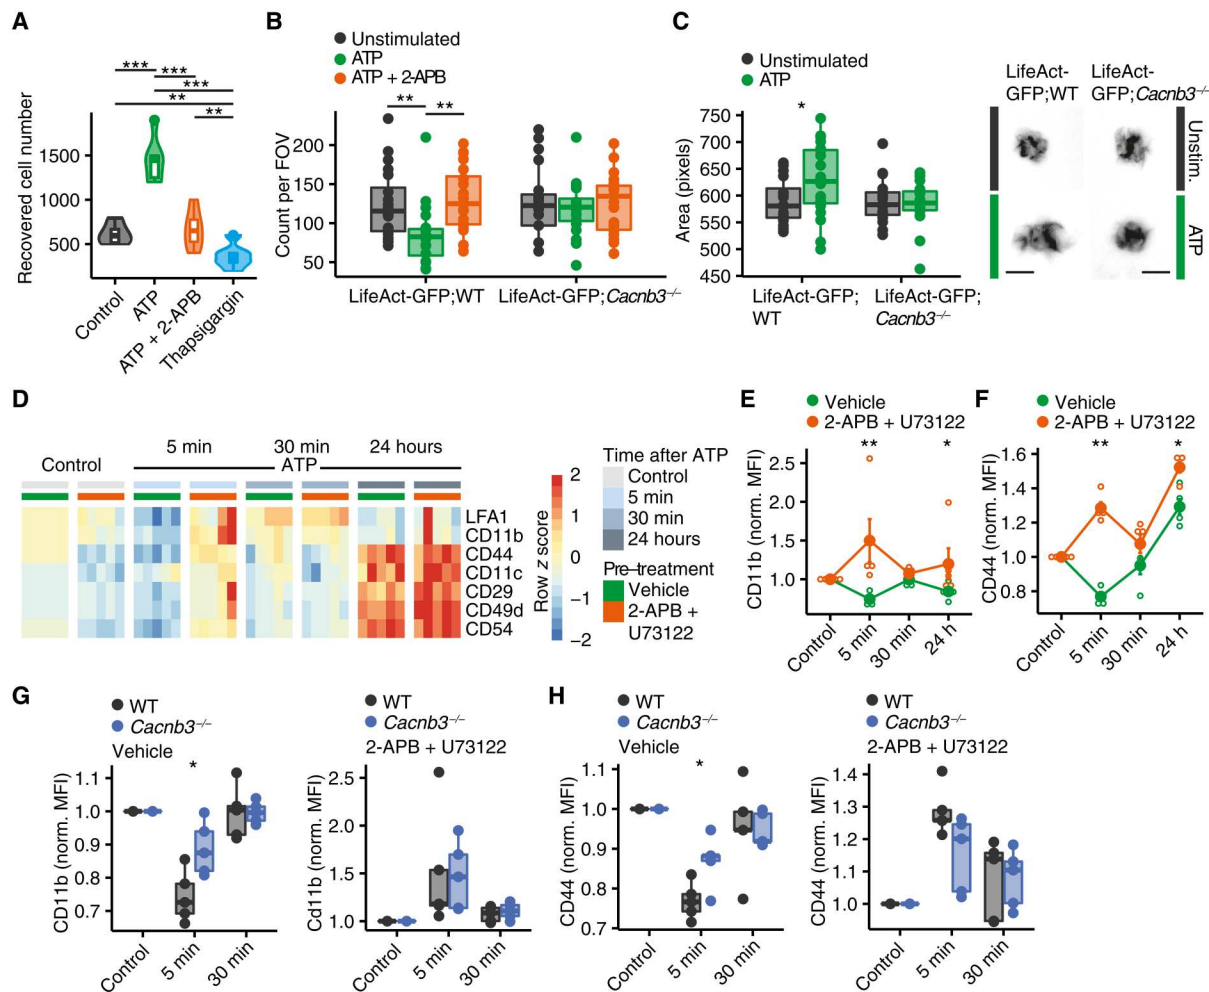 A
***
***
***
**
**
Recovered cell number
1500
1000
500
Control
ATP
ATP + 2-APB
Thapsigargin
B
Unstimulated
ATP
ATP + 2-APB
**
**
Count per FOV
200
150
100
50
LifeAct-GFP;WT
LifeAct-GFP;Cacnb3–/–
C
Unstimulated
ATP
*
Area (pixels)
750
700
650
600
550
500
450
LifeAct-GFP;
WT
LifeAct-GFP;
Cacnb3–/–
LifeAct-
GFP;WT
LifeAct-
GFP;Cacnb3–/–
Unstim.
ATP
D
Control
5 min
30 min
24 hours
ATP
LFA1
CD11b
CD44
CD11c
CD29
CD49d
CD54
Row z score
2
1
0
–1
–2
Time after ATP
Control
5 min
30 min
24 hours
Pre–treatment
Vehicle
2-APB +
U73122
E
Vehicle
2-APB + U73122
**
*
CD11b (norm. MFI)
2.5
2.0
1.5
1.0
Control
5 min
30 min
24 h
F
Vehicle
2-APB + U73122
**
*
CD44 (norm. MFI)
1.6
1.4
1.2
1.0
0.8
Control
5 min
30 min
24 h
G
WT
Cacnb3–/–
Vehicle
*
CD11b (norm. MFI)
1.1
1.0
0.9
0.8
0.7
Control
5 min
30 min
WT
Cacnb3–/–
2-APB + U73122
Cd11b (norm. MFI)
2.5
2.0
1.5
1.0
Control
5 min
30 min
H
WT
Cacnb3–/–
Vehicle
*
CD44 (norm. MFI)
1.1
1.0
0.9
0.8
0.7
Control
5 min
30 min
WT
Cacnb3–/–
2-APB + U73122
CD44 (norm. MFI)
1.4
1.3
1.2
1.1
1.0
Control
5 min
30 min